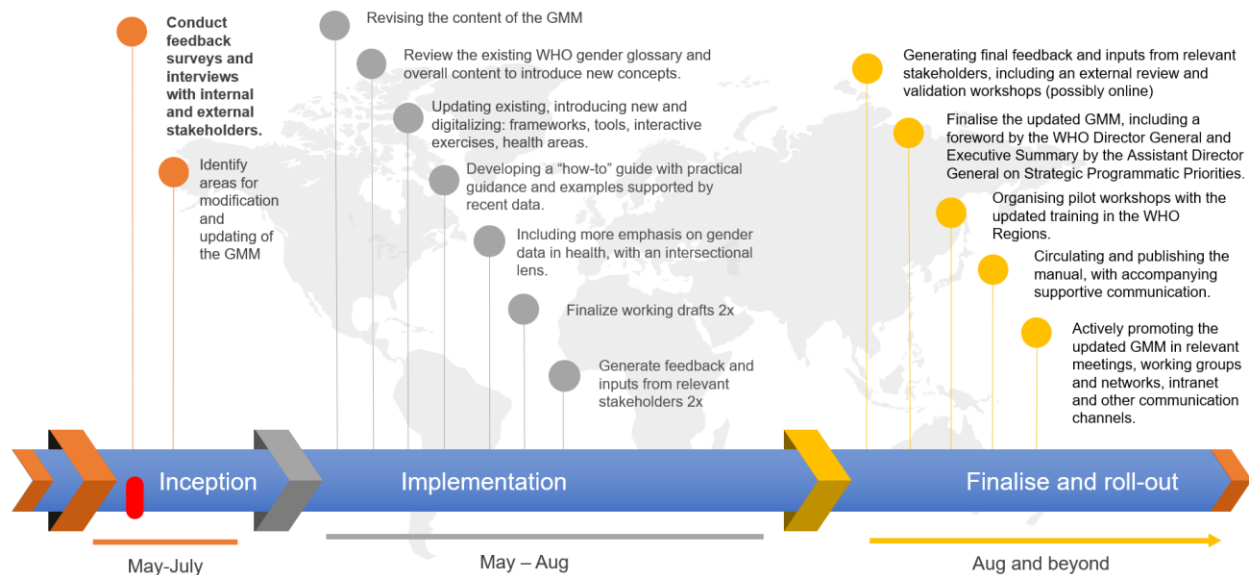 Conduct
feedback
surveys and
interviews
with internal
and external
stakeholders.
Identify
areas for
modification
and
updating of
the GMM
Revising the content of the GMM
Review the existing WHO gender glossary and
overall content to introduce new concepts.
Updating existing, introducing new and
digitalizing: frameworks, tools, interactive
exercises, health areas.
Developing a “how-to” guide with practical
guidance and examples supported by
recent data.
Including more emphasis on gender
data in health, with an intersectional
lens.
Finalize working drafts 2x
Generate feedback and
inputs from relevant
stakeholders 2x
Generating final feedback and inputs from relevant
stakeholders, including an external review and
validation workshops (possibly online)
Finalise the updated GMM, including a
foreword by the WHO Director General and
Executive Summary by the Assistant Director
General on Strategic Programmatic Priorities.
Organising pilot workshops with the
updated training in the WHO
Regions.
Circulating and publishing the
manual, with accompanying
supportive communication.
Actively promoting the
updated GMM in relevant
meetings, working groups
and networks, intranet
and other communication
channels.
Inception
Implementation
Finalise and roll-out
May-July
May – Aug
Aug and beyond